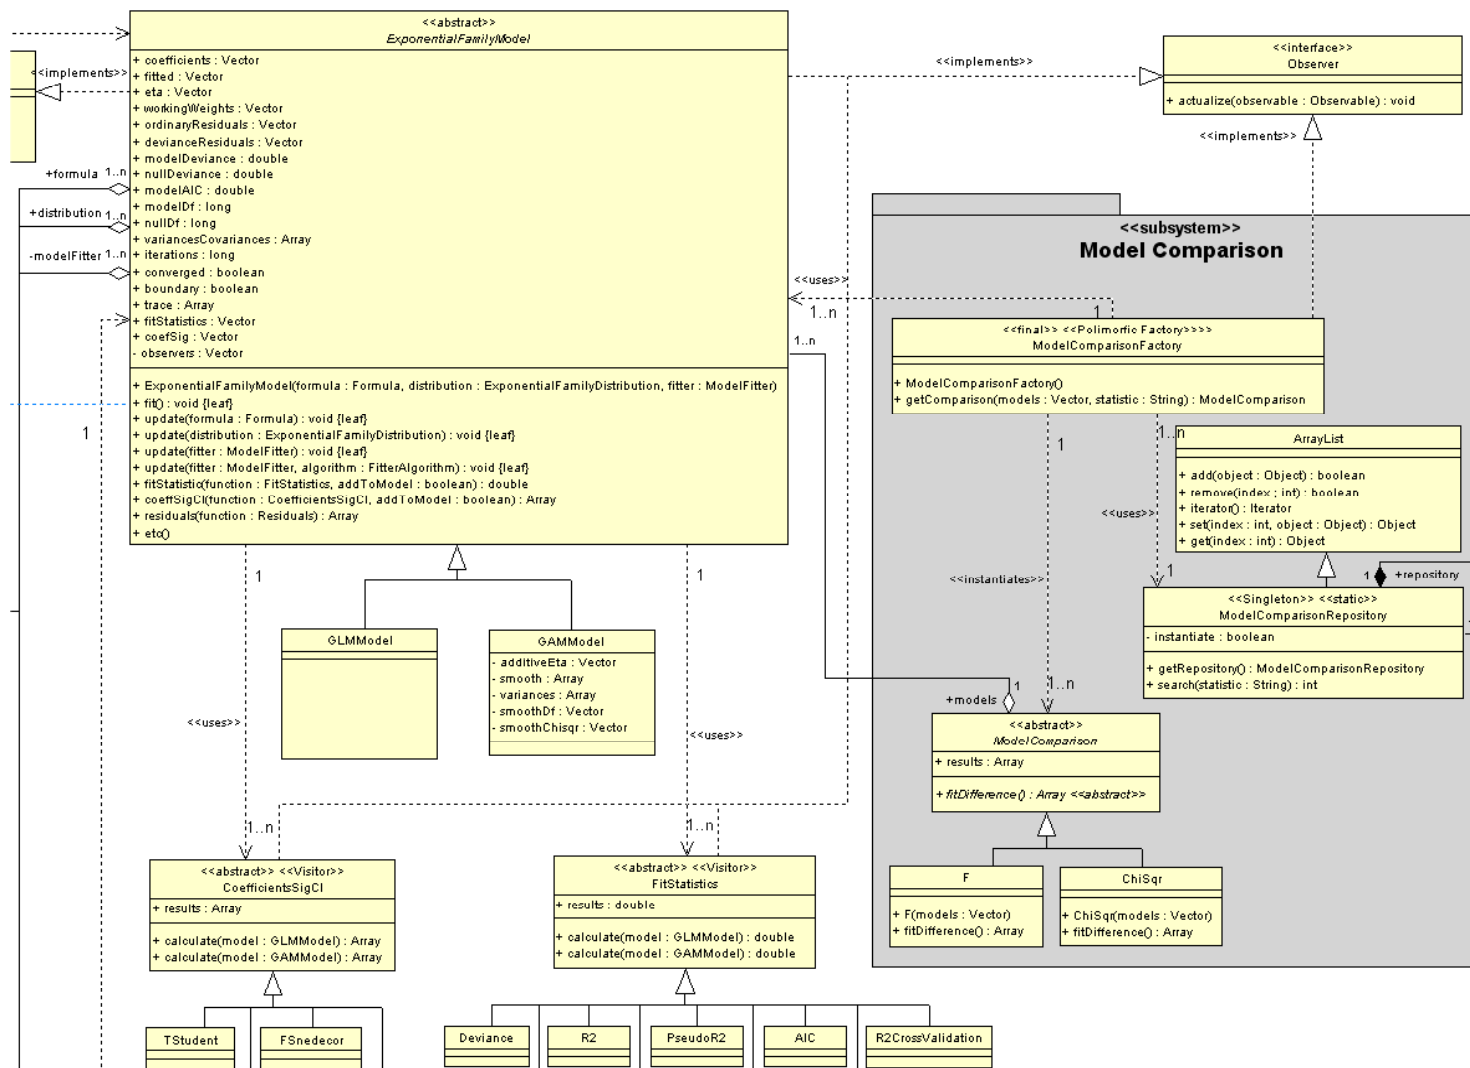 <<abstract>>
ExponentialFamilyModel
+ coefficients : Vector
+ fitted : Vector
+ eta : Vector
+ workingWeights : Vector
+ ordinaryResiduals : Vector
+ devianceResiduals : Vector
+ modelDeviance : double
+ nullDeviance : double
+ modelAIC : double
+ modelDf : long
+ nullDf : long
+ variancesCovariances : Array
+ iterations : long
+ converged : boolean
+ boundary : boolean
+ trace : Array
+ fitStatistics : Vector
+ coefSig : Vector
- observers : Vector
+ ExponentialFamilyModel(formula : Formula, distribution : ExponentialFamilyDistribution, fitter : ModelFitter)
+ fit() : void {leaf}
+ update(formula : Formula) : void {leaf}
+ update(distribution : ExponentialFamilyDistribution) : void {leaf}
+ update(fitter : ModelFitter) : void {leaf}
+ update(fitter : ModelFitter, algorithm : FitterAlgorithm) : void {leaf}
+ fitStatistic(function : FitStatistics, addToModel : boolean) : double
+ coeffSigCI(function : CoefficientsSigCI, addToModel : boolean) : Array
+ residuals(function : Residuals) : Array
+ etc()
<<implements>>
+formula 1..n
+distribution 1..n
-modelFitter 1..n
1
<<implements>>
<<interface>>
Observer
+ actualize(observable : Observable) : void
<<implements>>
<<subsystem>>
Model Comparison
<<uses>>
1..n
1
1..n
<<final>> <<Polimorfic Factory>>>>
ModelComparisonFactory
+ ModelComparisonFactory()
+ getComparison(models : Vector, statistic : String) : ModelComparison
1
1..n
<<uses>>
<<instantiates>>
1
1..n
ArrayList
+ add(object : Object) : boolean
+ remove(index : int) : boolean
+ iterator() : Iterator
+ set(index : int, object : Object) : Object
+ get(index : int) : Object
1 +repository
<<Singleton>> <<static>>
ModelComparisonRepository
- instantiate : boolean
+ getRepository() : ModelComparisonRepository
+ search(statistic : String) : int
+models 1
<<abstract>>
ModelComparison
+ results : Array
+ fitDifference() : Array <<abstract>>
F
+ F(models : Vector)
+ fitDifference() : Array
ChiSqr
+ ChiSqr(models : Vector)
+ fitDifference() : Array
1
<<uses>>
1..n
GLMModel
GAMModel
- additiveEta : Vector
- smooth : Array
- variances : Array
- smoothDf : Vector
- smoothChisqr : Vector
1
<<uses>>
1..n
<<abstract>> <<Visitor>>
CoefficientsSigCI
+ results : Array
+ calculate(model : GLMModel) : Array
+ calculate(model : GAMModel) : Array
<<abstract>> <<Visitor>>
FitStatistics
+ results : double
+ calculate(model : GLMModel) : double
+ calculate(model : GAMModel) : double
TStudent
FSnedecor
Deviance
R2
PseudoR2
AIC
R2CrossValidation